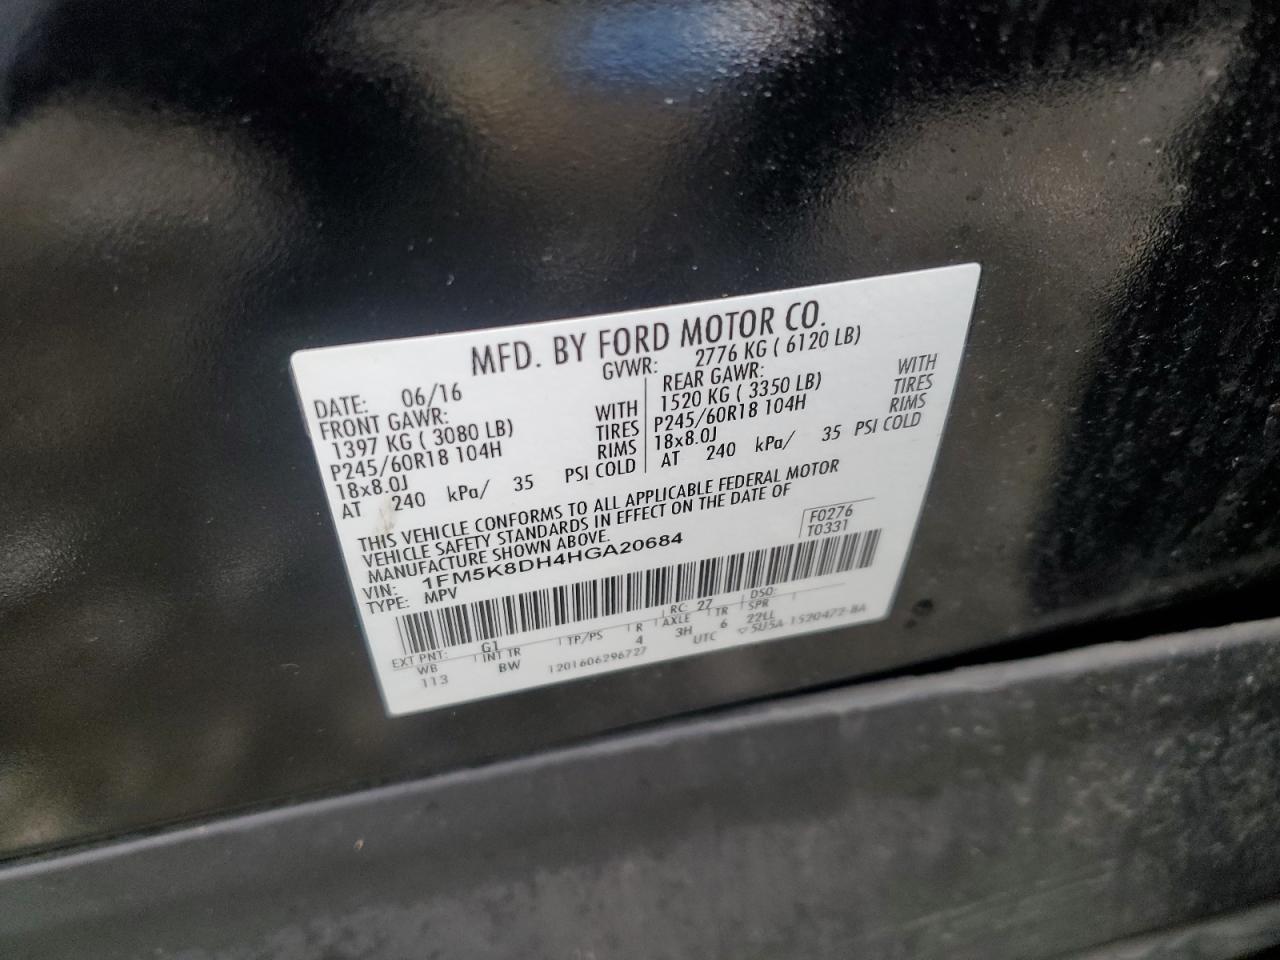 MFD. BY FORD MOTOR CO.
DATE: 06/16 GVWR: 2776 KG ( 6120 LB)
FRONT GAWR: REAR GAWR:
1397 KG ( 3080 LB) WITH 1520 KG ( 3350 LB) WITH
P245/60R18 104H TIRES P245/60R18 104H TIRES
18x8.0J RIMS 18x8.0J RIMS
AT 240 kPa/ 35 PSI COLD AT 240 kPa/ 35 PSI COLD
THIS VEHICLE CONFORMS TO ALL APPLICABLE FEDERAL MOTOR
VEHICLE SAFETY STANDARDS IN EFFECT ON THE DATE OF
MANUFACTURE SHOWN ABOVE.
F0276
T0331
VIN: 1FM5K8DH4HGA20684
TYPE: MPV
EXT PNT: G1 RC: 27 DSO:
WB INT TR TP/PS R AXLE TR SPR
113 BW 4 3H 6 22LL
1201606296727 UTC 5U5A-1520472-BA